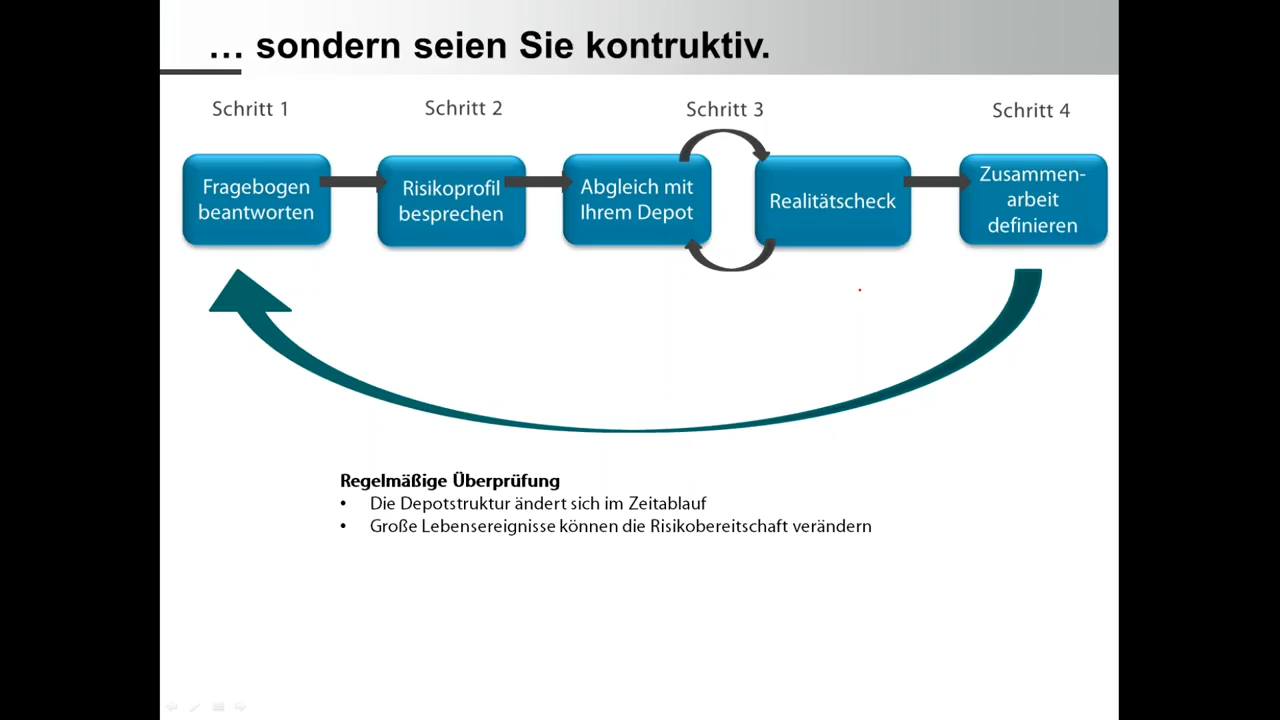 … sondern seien Sie kontruktiv.
Schritt 1
Schritt 2
Schritt 3
Schritt 4
Fragebogen
beantworten
Risikoprofil
besprechen
Abgleich mit
Ihrem Depot
Realitätscheck
Zusammen-
arbeit
definieren
Regelmäßige Überprüfung
• Die Depotstruktur ändert sich im Zeitablauf
• Große Lebensereignisse können die Risikobereitschaft verändern